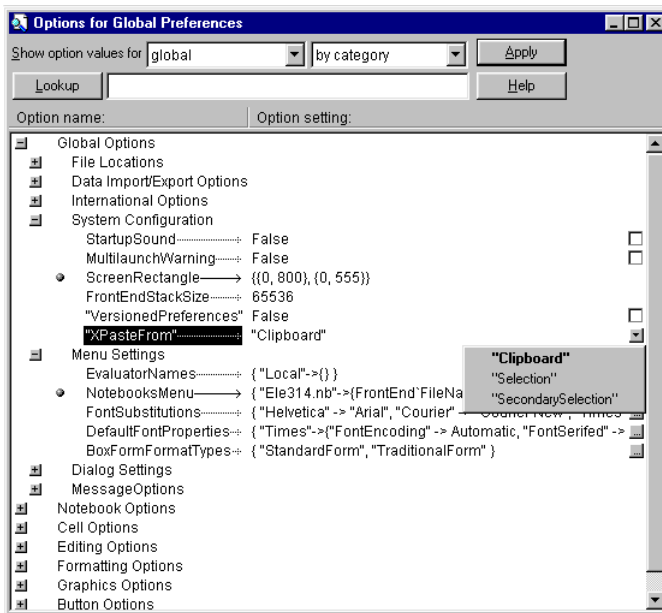 Options for Global Preferences
Show option values for global by category Apply
Lookup Help
Option name: Option setting:
Global Options
File Locations
Data Import/Export Options
International Options
System Configuration
StartupSound False
MultilaunchWarning False
ScreenRectangle {{0, 800}, {0, 555}}
FrontEndStackSize 65536
"VersionedPreferences" False
"XPasteFrom" "Clipboard"
"Clipboard"
"Selection"
"SecondarySelection"
Menu Settings
EvaluatorNames { "Local"->{} }
NotebooksMenu { "Ele314.nb"->{FrontEnd`FileNa
FontSubstitutions { "Helvetica" -> "Arial", "Courier" -> "Courier New", "Times"
DefaultFontProperties { "Times"->{"FontEncoding" -> Automatic, "FontSerifed" ->
BoxFormFormatTypes { "StandardForm", "TraditionalForm" }
Dialog Settings
MessageOptions
Notebook Options
Cell Options
Editing Options
Formatting Options
Graphics Options
Button Options